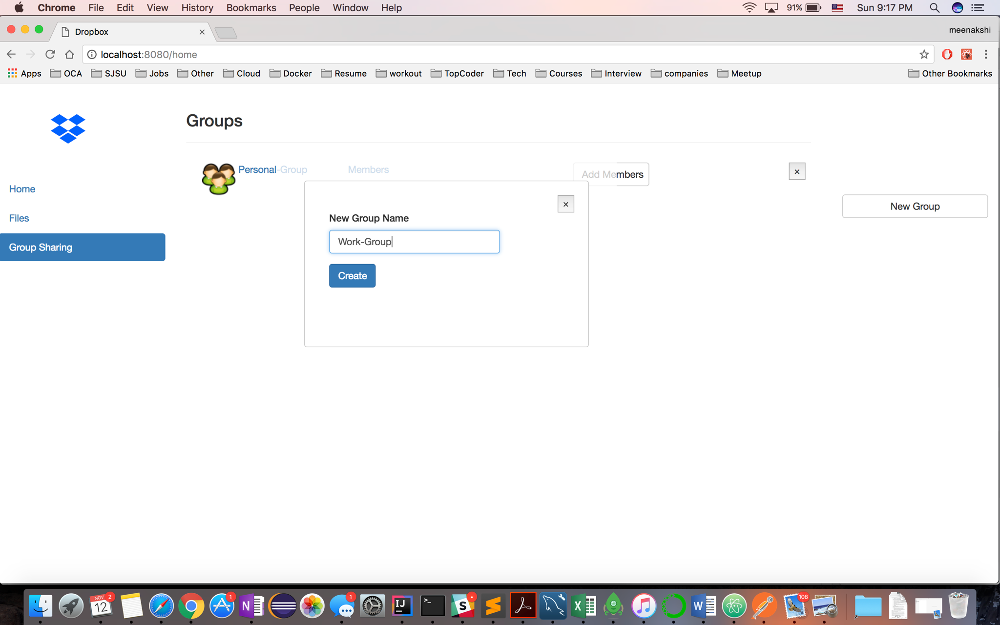 Chrome File Edit View History Bookmarks People Window Help 91% Sun 9:17 PM
Dropbox meenakshi
localhost:8080/home
Apps OCA SJSU Jobs Other Cloud Docker Resume workout TopCoder Tech Courses Interview companies Meetup Other Bookmarks
Groups
Personal-Group Members Add Members ×
Home
New Group
×
Files
New Group Name
Work-Group
Group Sharing
Create
NOV 2 12 1 N 1 IJ >_ S X W 108 PDF